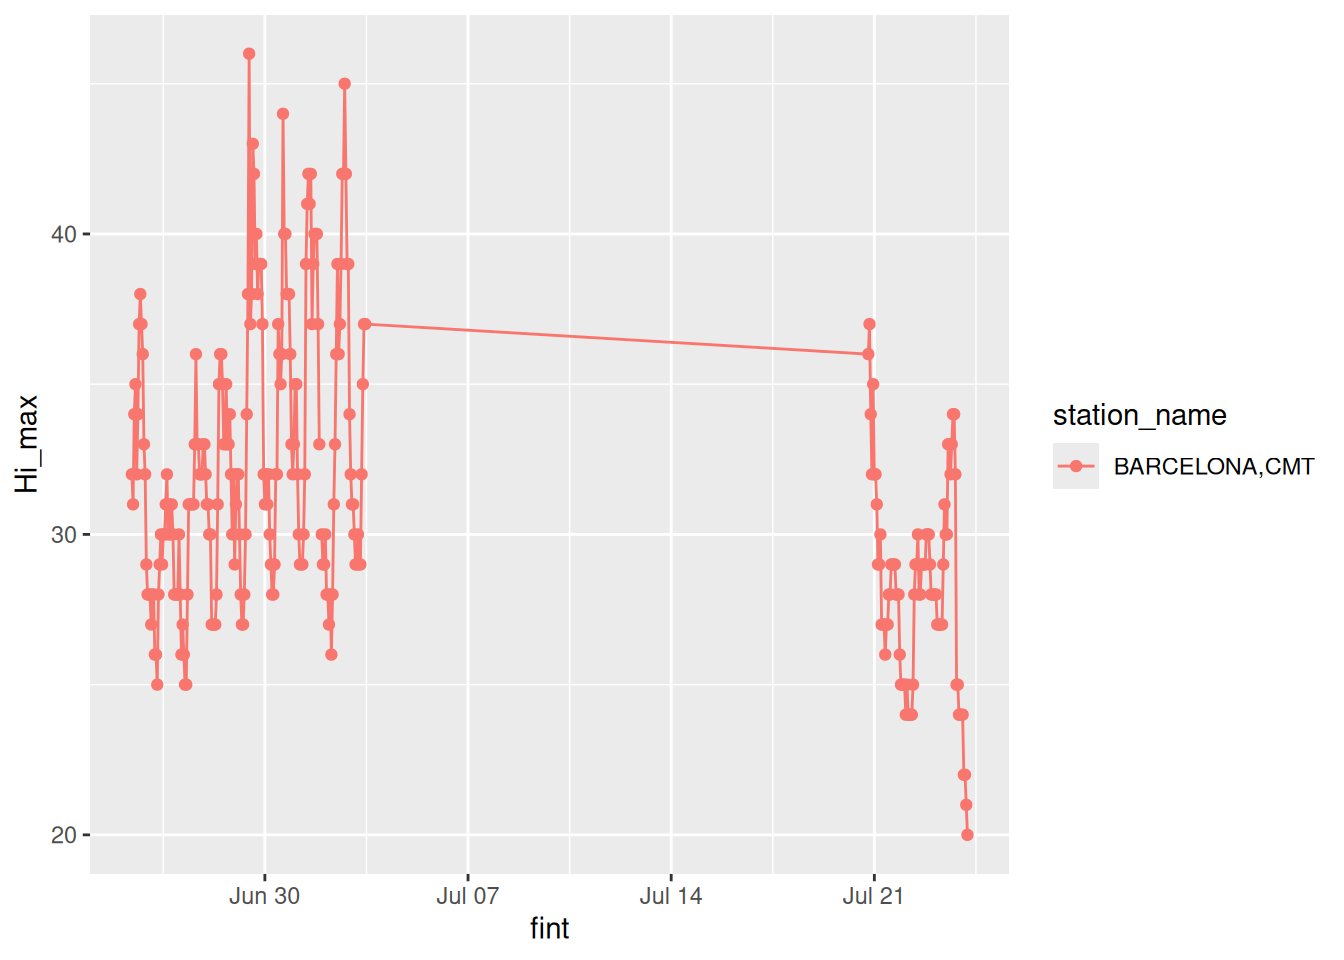 Hi_max
40
30
20
Jun 30
Jul 07
Jul 14
Jul 21
fint
station_name
BARCELONA,CMT